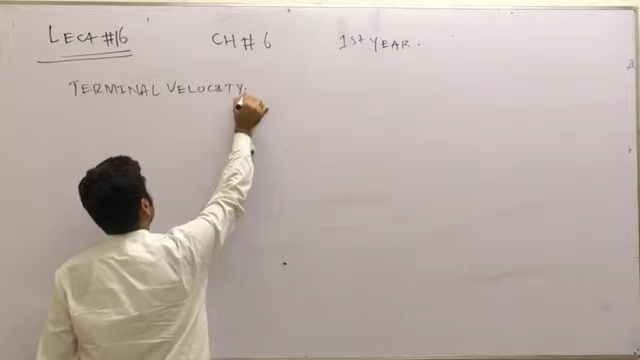 LECT #16 CH # 6 1st YEAR.
TERMINAL VELOCITY.